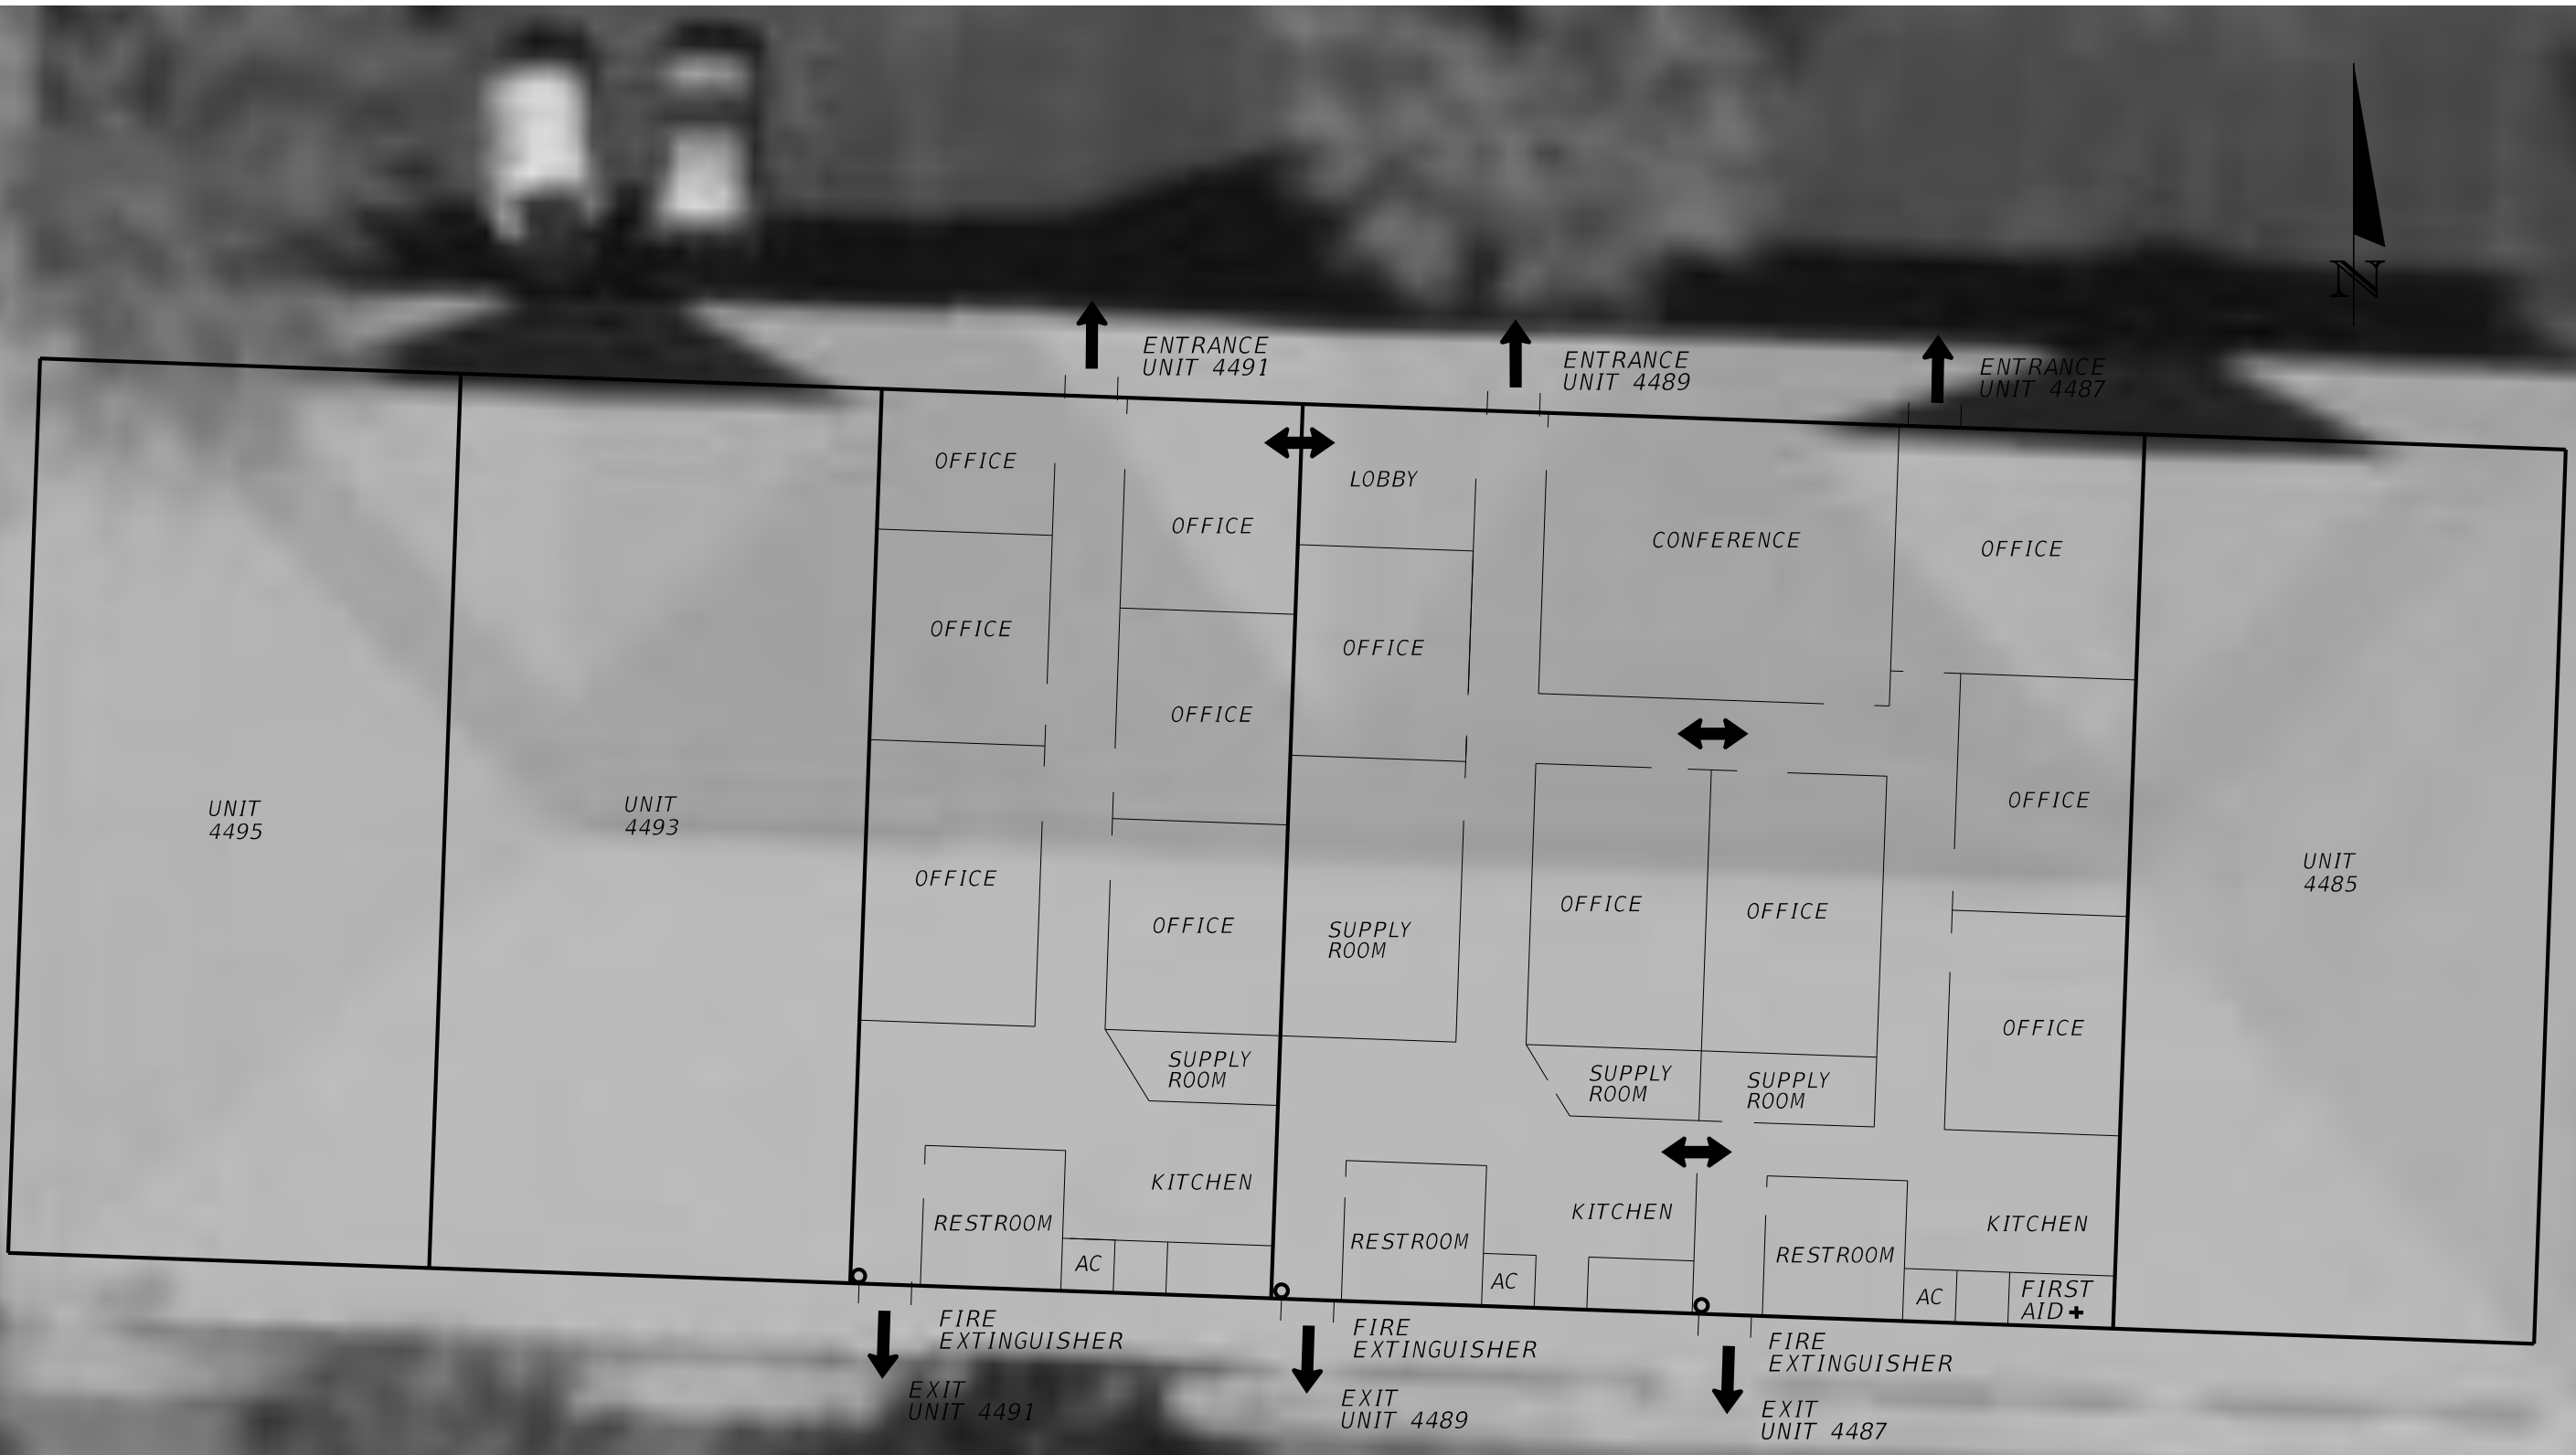 N
ENTRANCE
UNIT 4491
ENTRANCE
UNIT 4489
ENTRANCE
UNIT 4487
OFFICE
LOBBY
OFFICE
CONFERENCE
OFFICE
OFFICE
OFFICE
OFFICE
OFFICE
UNIT
4495
UNIT
4493
UNIT
4485
OFFICE
OFFICE
OFFICE
OFFICE
OFFICE
SUPPLY
ROOM
OFFICE
SUPPLY
ROOM
SUPPLY
ROOM
SUPPLY
ROOM
KITCHEN
KITCHEN
KITCHEN
RESTROOM
RESTROOM
RESTROOM
AC
AC
AC
FIRST
AID
FIRE
EXTINGUISHER
FIRE
EXTINGUISHER
FIRE
EXTINGUISHER
EXIT
UNIT 4491
EXIT
UNIT 4489
EXIT
UNIT 4487